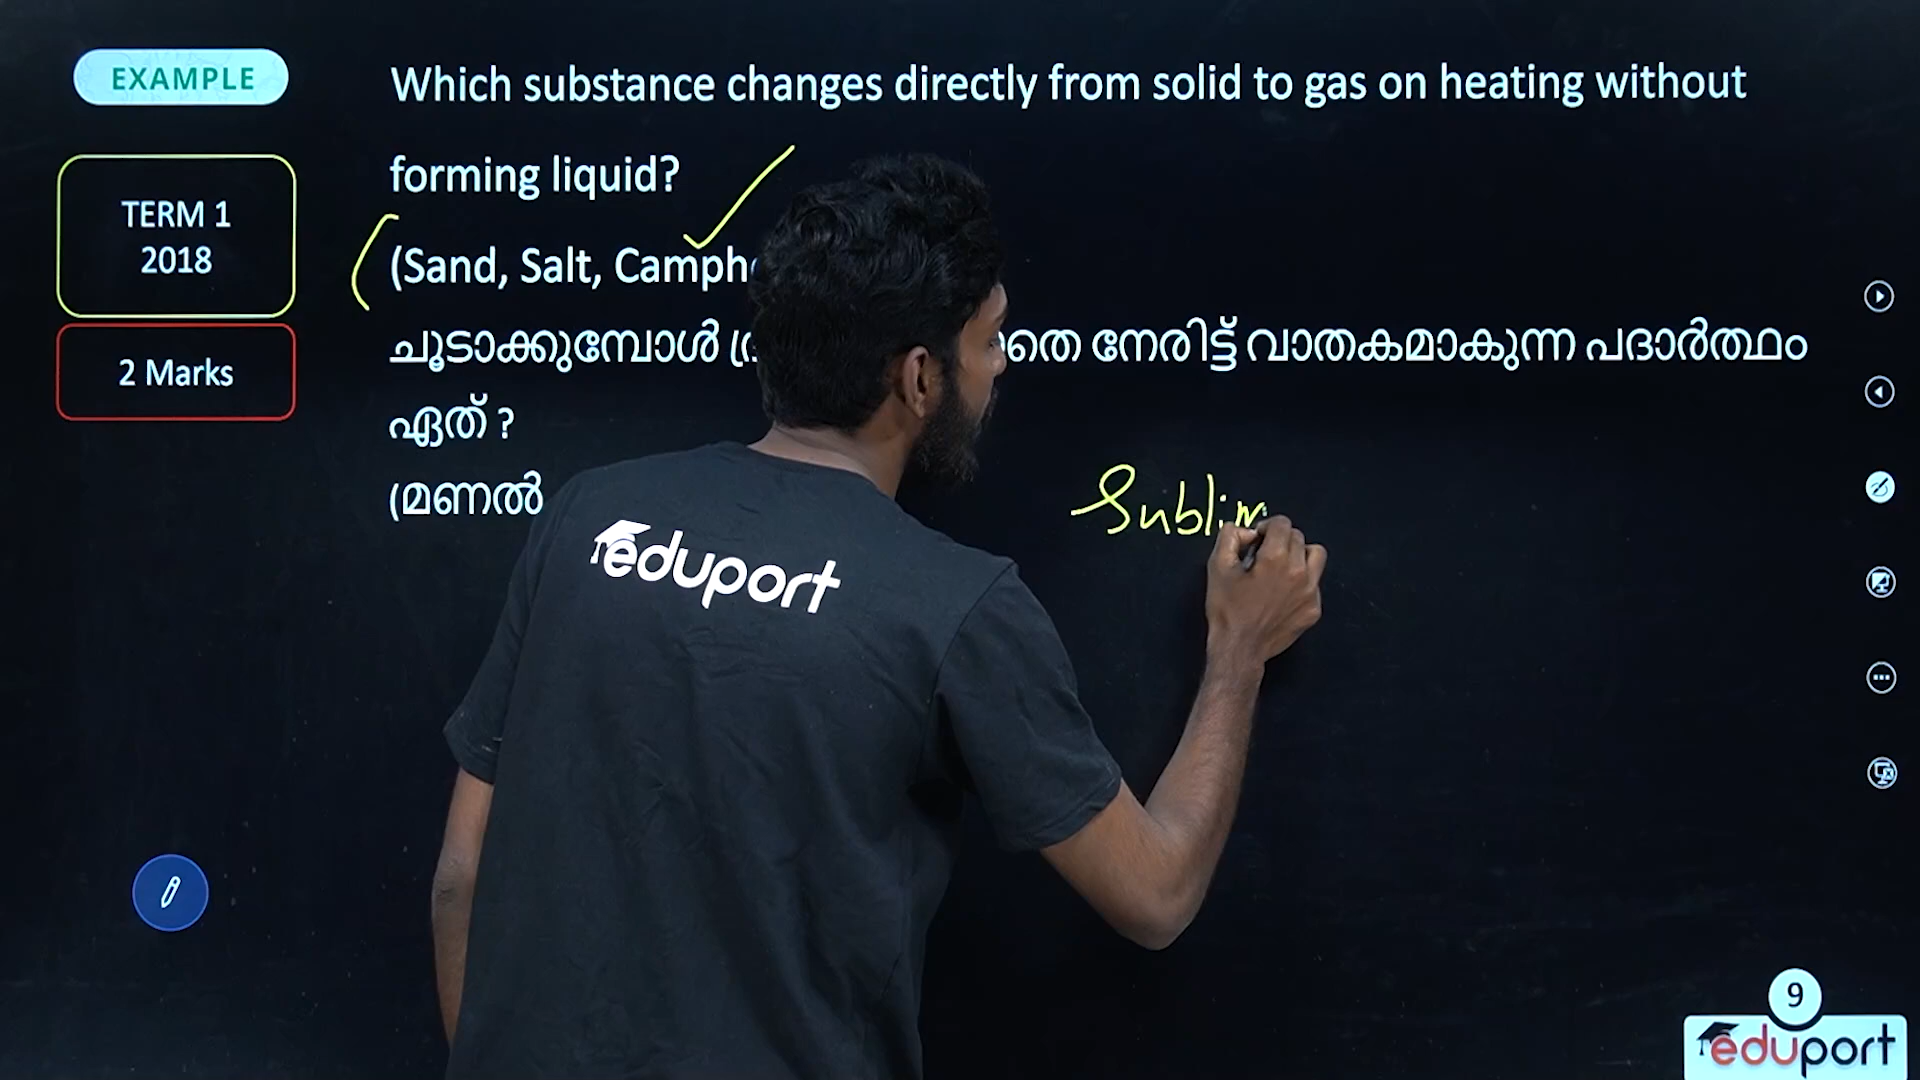 EXAMPLE
TERM 1
2018
2 Marks
Which substance changes directly from solid to gas on heating without
forming liquid?
(Sand, Salt,
ചൂടാക്കുമ്പോൾ നേരിട്ട് വാതകമാകുന്ന പദാർത്ഥം
ഏത് ?
(മണൽ
Sublim
eduport
9
eduport